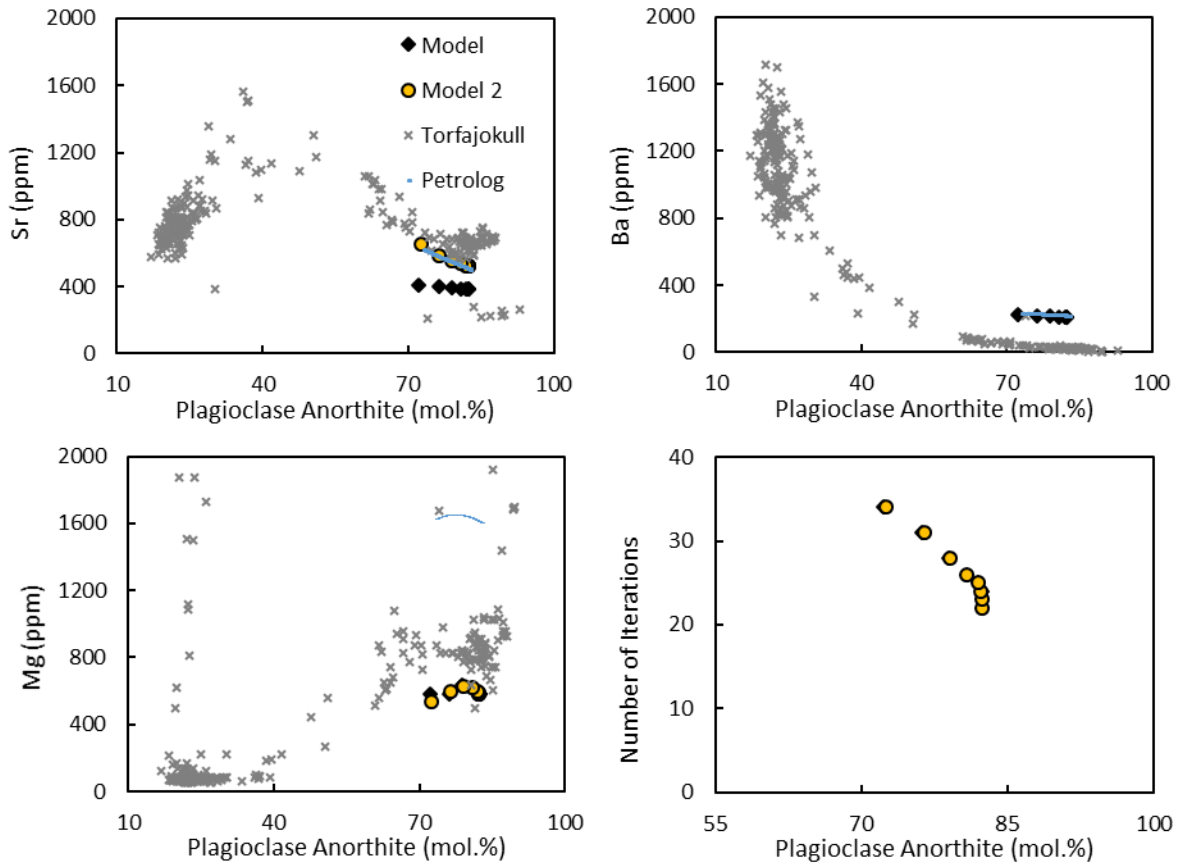 2000
1600
1200
800
400
0
Sr (ppm)
10 40 70 100
Plagioclase Anorthite (mol.%)
Model
Model 2
Torfajokull
Petrolog
2000
1600
1200
800
400
0
Ba (ppm)
10 40 70 100
Plagioclase Anorthite (mol.%)
2000
1600
1200
800
400
0
Mg (ppm)
10 40 70 100
Plagioclase Anorthite (mol.%)
40
30
20
10
0
Number of Iterations
55 70 85 100
Plagioclase Anorthite (mol.%)